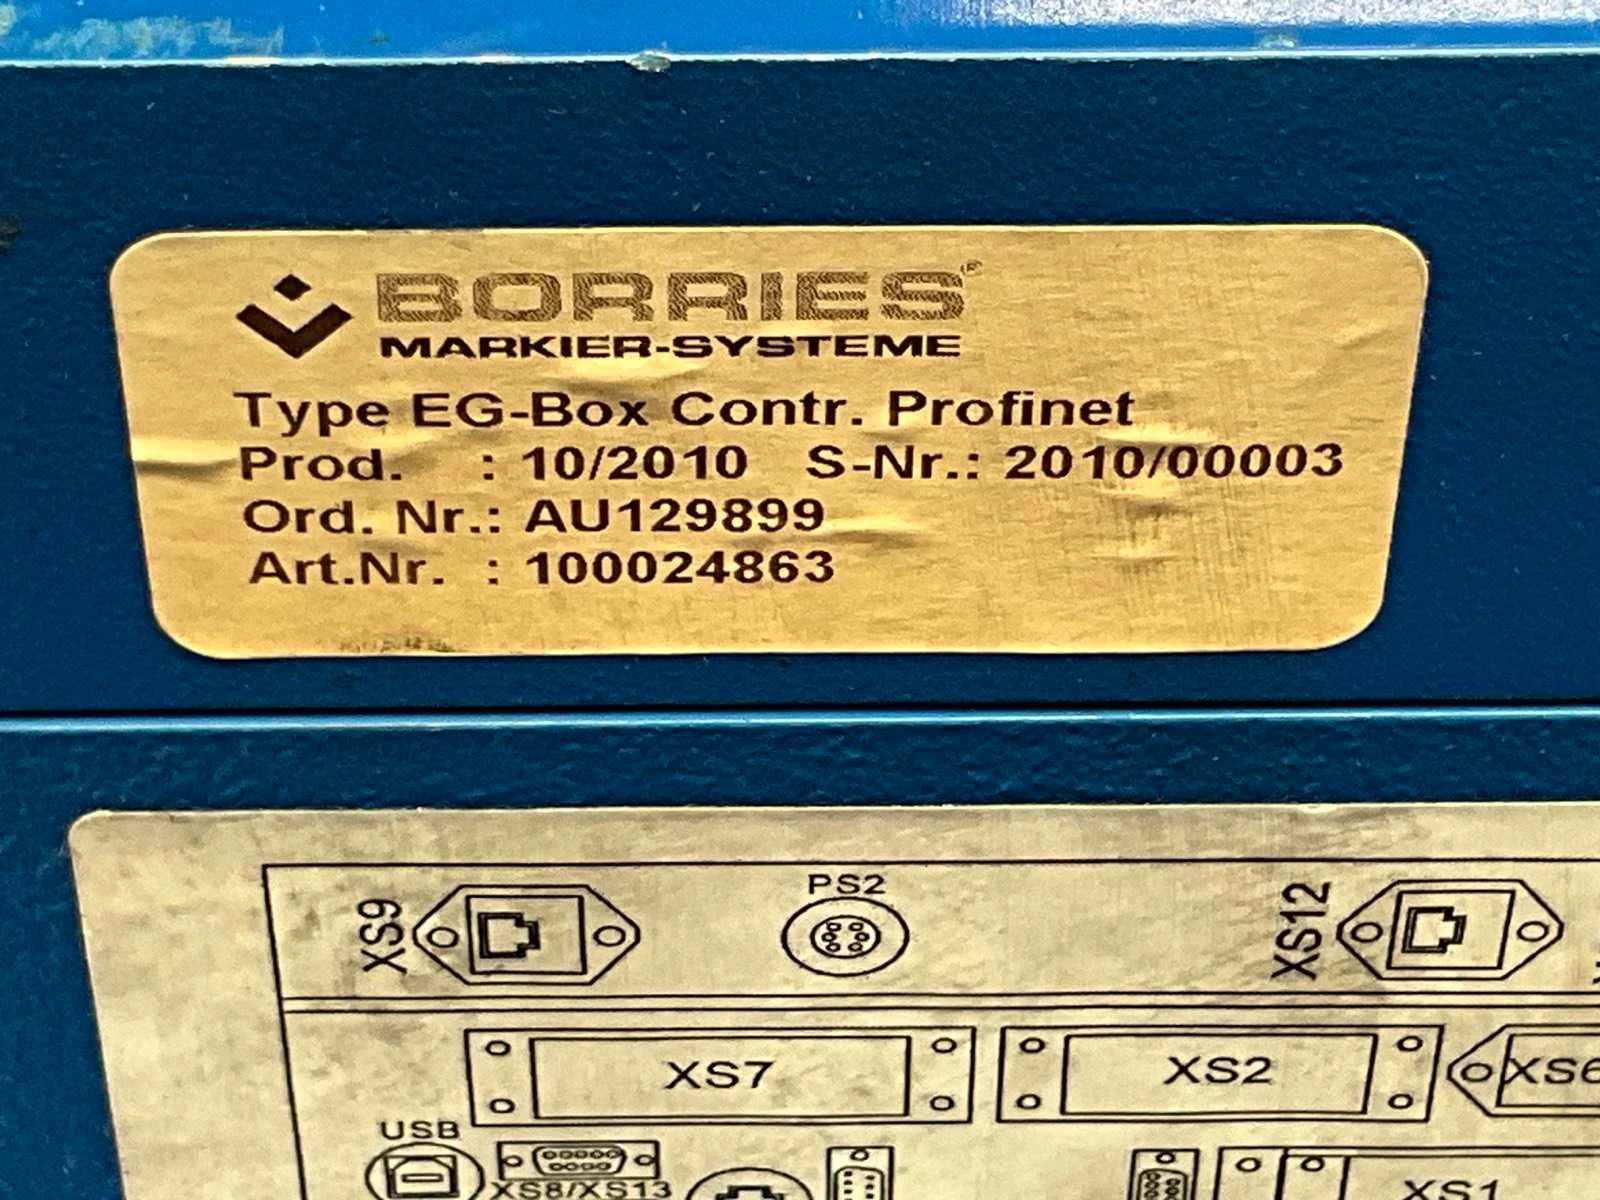 BORRIES®
MARKIER-SYSTEME
Type EG-Box Contr. Profinet
Prod. : 10/2010 S-Nr.: 2010/00003
Ord. Nr.: AU129899
Art.Nr. : 100024863
XS9
PS2
XS12
XS7
XS2
XS6
USB
XS8/XS13
XS1